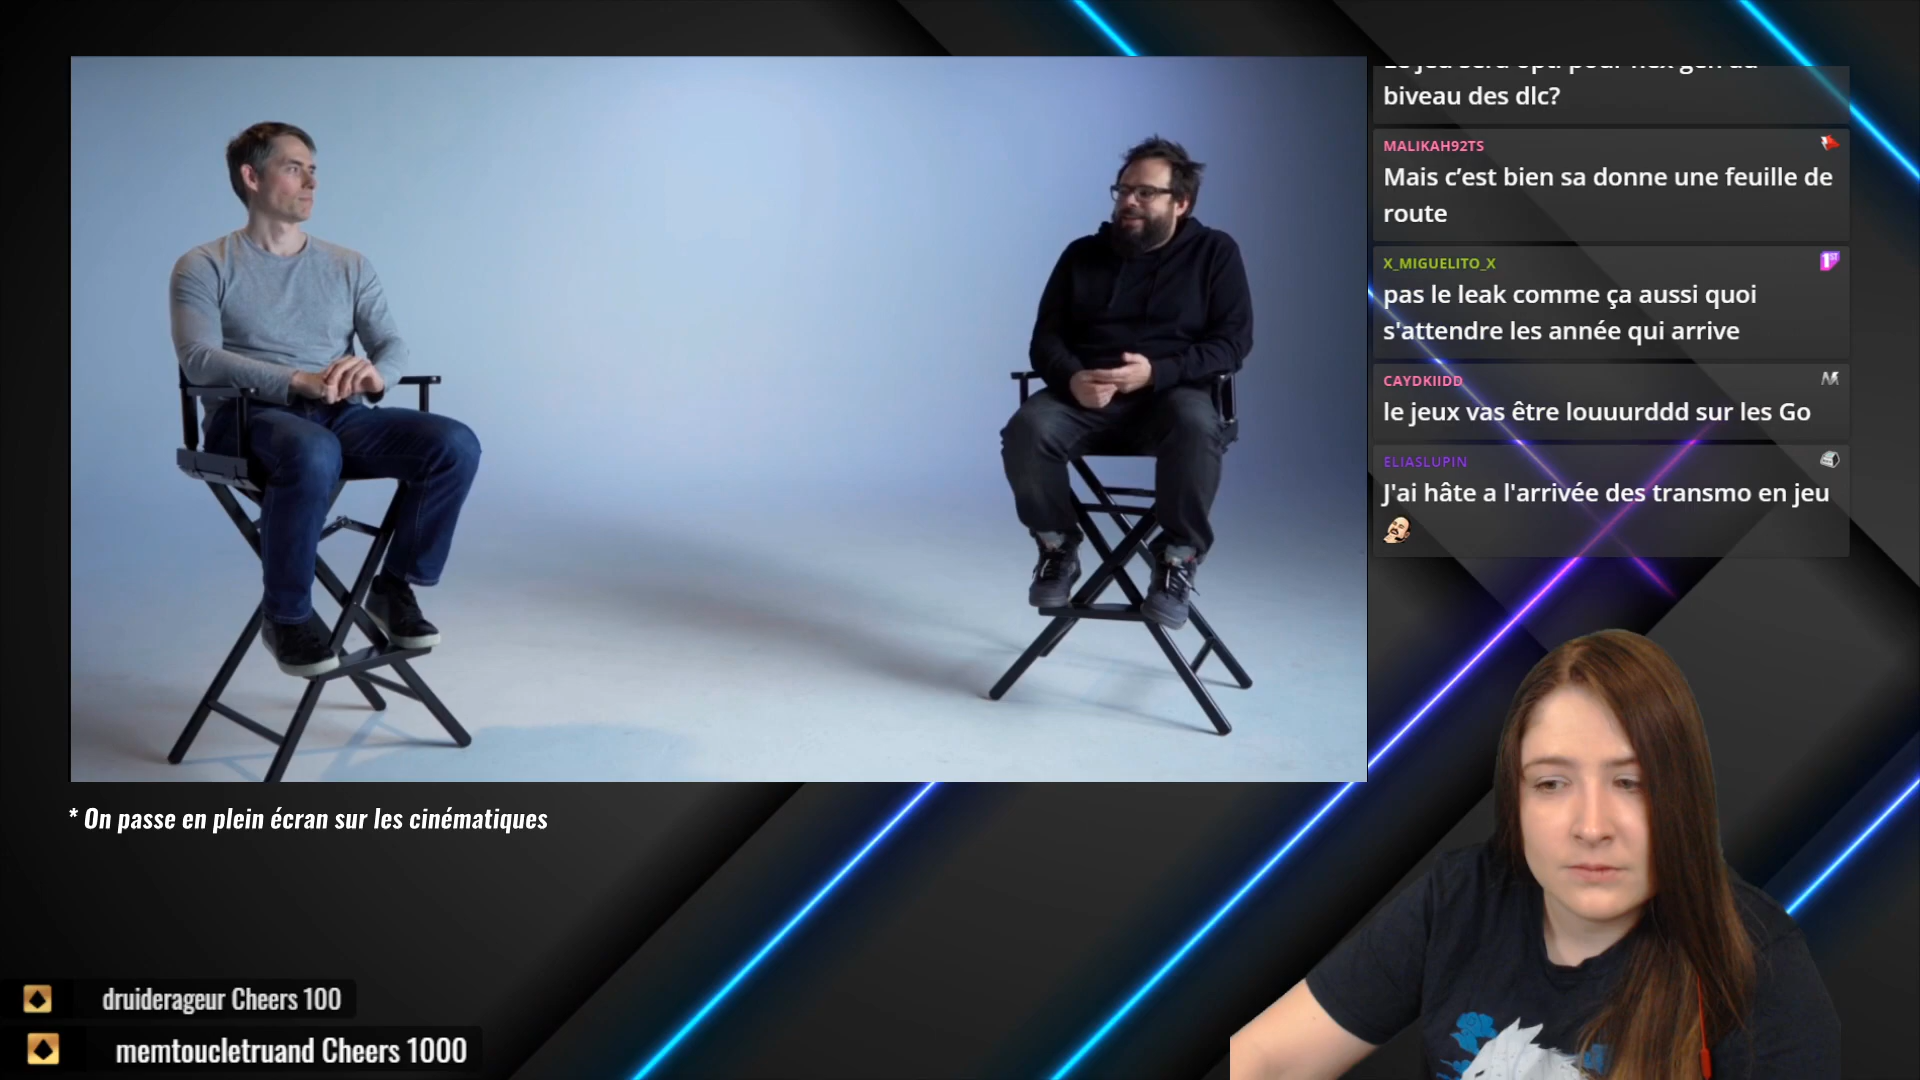 biveau des dlc?
MALIKAH92TS
Mais c’est bien sa donne une feuille de
route
X_MIGUELITO_X
pas le leak comme ça aussi quoi
s'attendre les année qui arrive
CAYDKIIDD
le jeux vas être louuurddd sur les Go
ELIASLUPIN
J'ai hâte a l'arrivée des transmo en jeu
* On passe en plein écran sur les cinématiques
druiderageur Cheers 100
memtoucletruand Cheers 1000